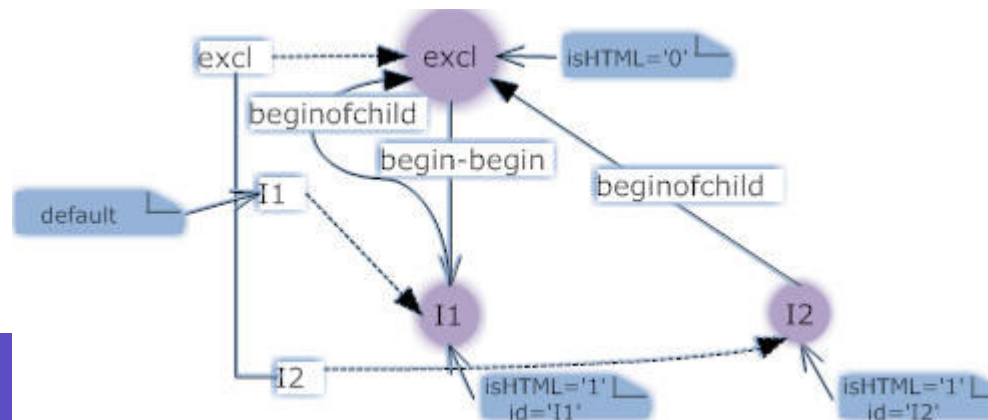 excl
excl
isHTML='0'
beginofchild
begin-begin
beginofchild
I1
default
I1
I2
I2
isHTML='1'
id='I1'
isHTML='1'
id='I2'